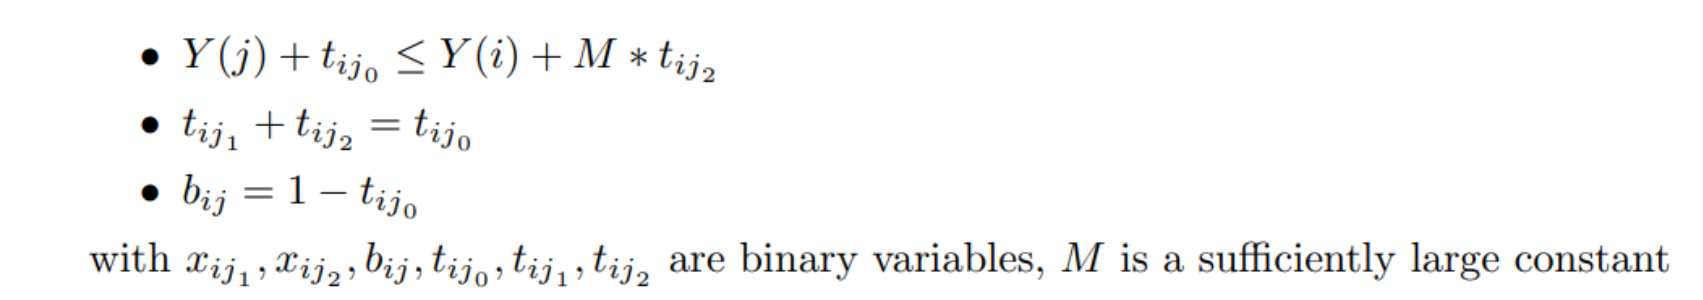 • Y(j) + t_{ij_0} ≤ Y(i) + M * t_{ij_2}
• t_{ij_1} + t_{ij_2} = t_{ij_0}
• b_{ij} = 1 − t_{ij_0}
with x_{ij_1}, x_{ij_2}, b_{ij}, t_{ij_0}, t_{ij_1}, t_{ij_2} are binary variables, M is a sufficiently large constant